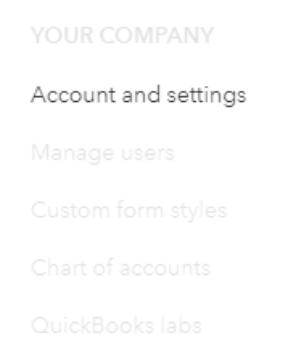 YOUR COMPANY
Account and settings
Manage users
Custom form styles
Chart of accounts
QuickBooks labs